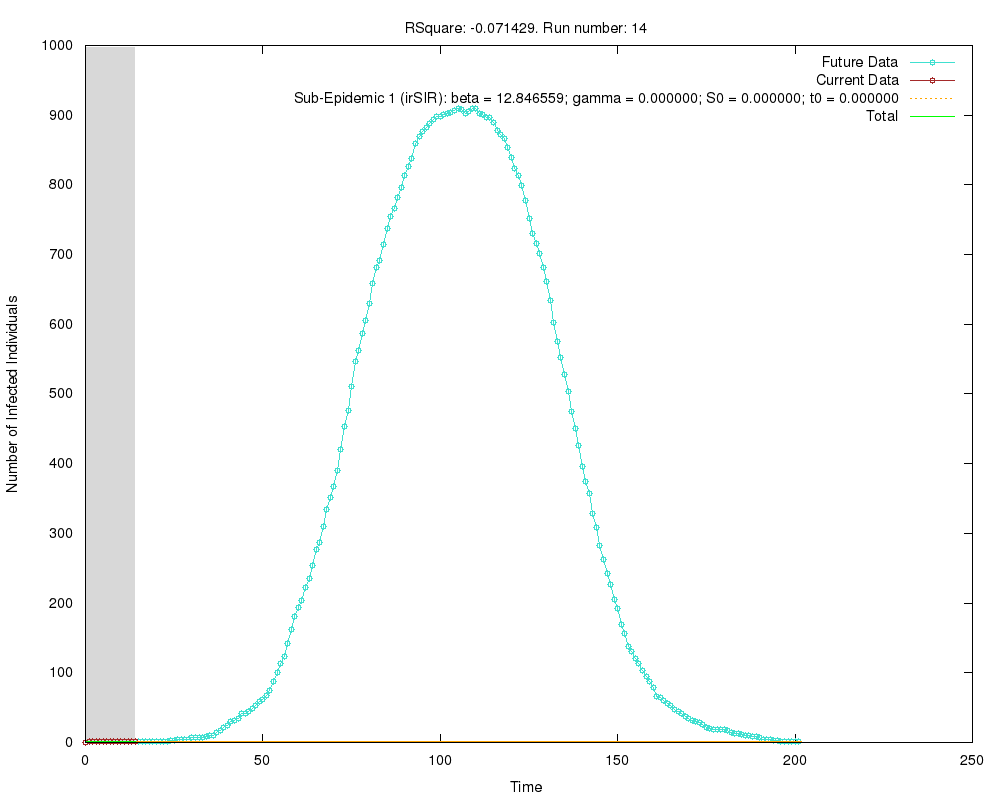 RSquare: -0.071429. Run number: 14
Future Data
Current Data
Sub-Epidemic 1 (irSIR): beta = 12.846559; gamma = 0.000000; S0 = 0.000000; t0 = 0.000000
Total
1000
900
800
700
600
500
400
300
200
100
0
Number of Infected Individuals
0 50 100 150 200 250
Time